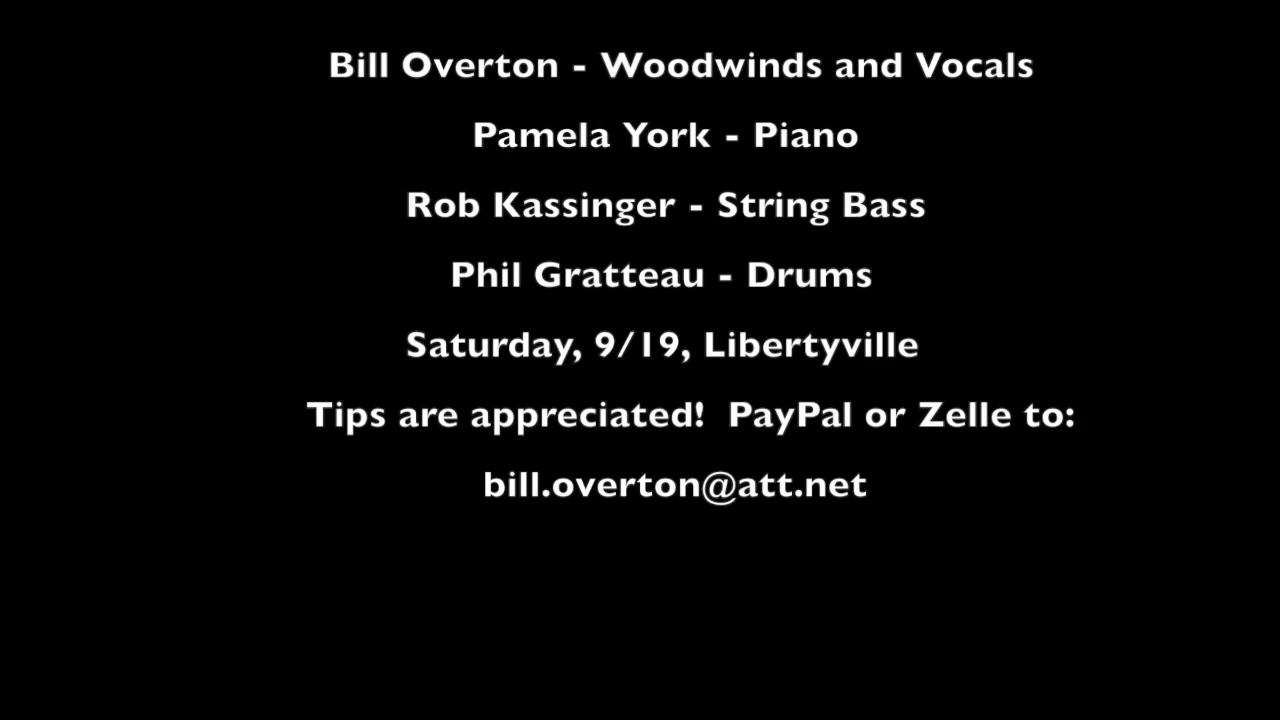 Bill Overton - Woodwinds and Vocals
Pamela York - Piano
Rob Kassinger - String Bass
Phil Gratteau - Drums
Saturday, 9/19, Libertyville
Tips are appreciated!  PayPal or Zelle to:
bill.overton@att.net